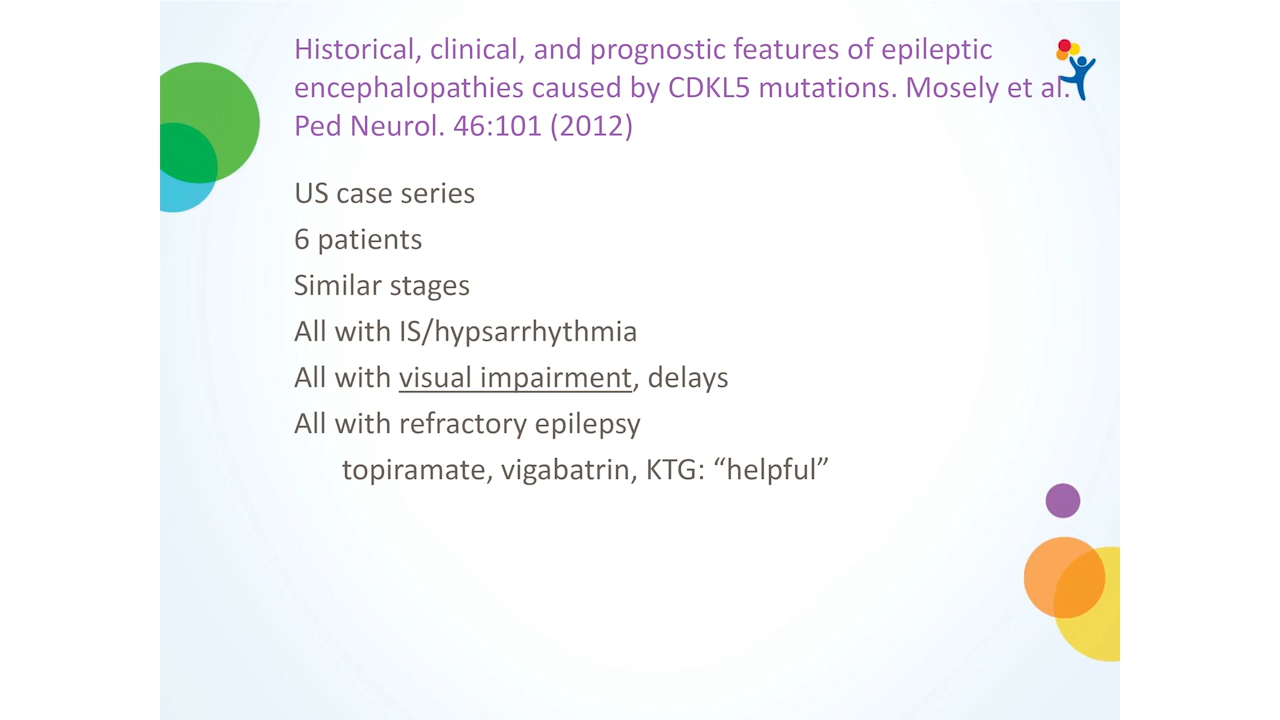 Historical, clinical, and prognostic features of epileptic
encephalopathies caused by CDKL5 mutations. Mosely et al.
Ped Neurol. 46:101 (2012)
US case series
6 patients
Similar stages
All with IS/hypsarrhythmia
All with visual impairment, delays
All with refractory epilepsy
topiramate, vigabatrin, KTG: “helpful”